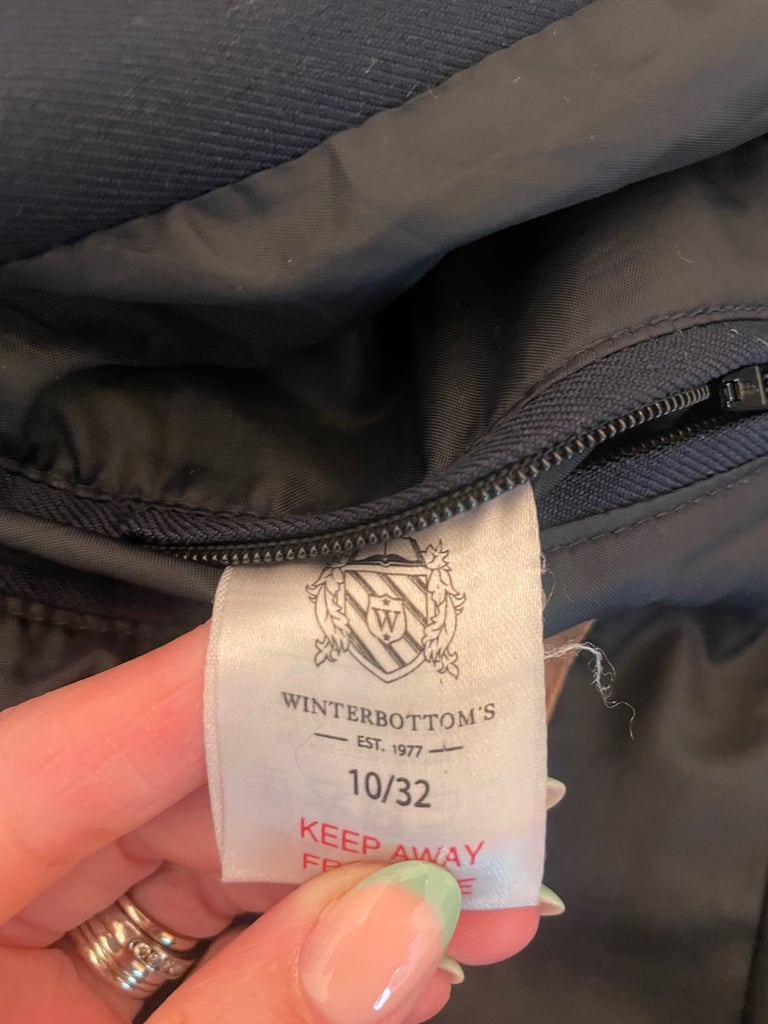 W
WINTERBOTTOM'S
EST. 1977
10/32
KEEP AWAY